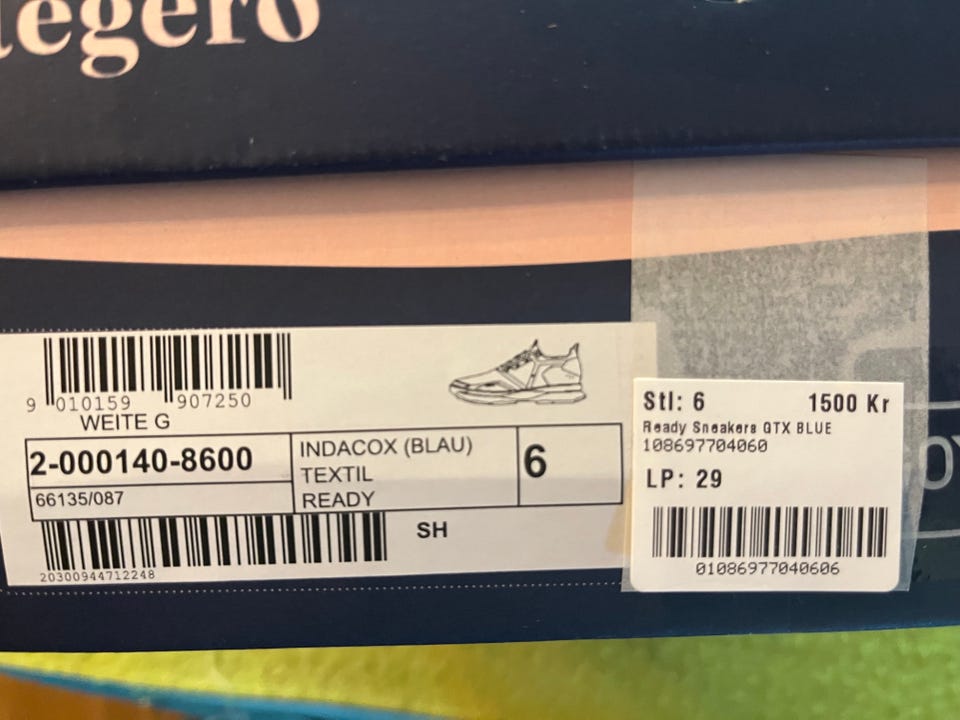 legero
9 010159 907250
WEITE G
2-000140-8600
66135/087
INDACOX (BLAU)
TEXTIL
READY
6
SH
20300944712248
Stl: 6 1500 Kr
Ready Sneakers GTX BLUE
108697704060
LP: 29
01086977040606